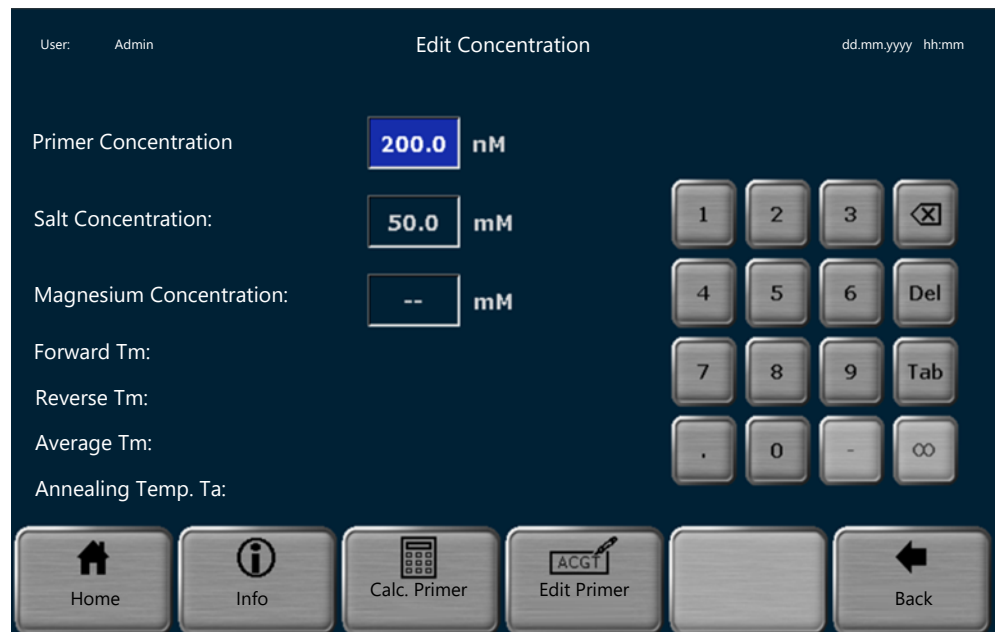 User: Admin Edit Concentration dd.mm.yyyy hh:mm
Primer Concentration 200.0 nM
Salt Concentration: 50.0 mM
Magnesium Concentration: -- mM
Forward Tm:
Reverse Tm:
Average Tm:
Annealing Temp. Ta:
1 2 3
4 5 6 Del
7 8 9 Tab
. 0 - ∞
ACGT
Home Info Calc. Primer Edit Primer Back